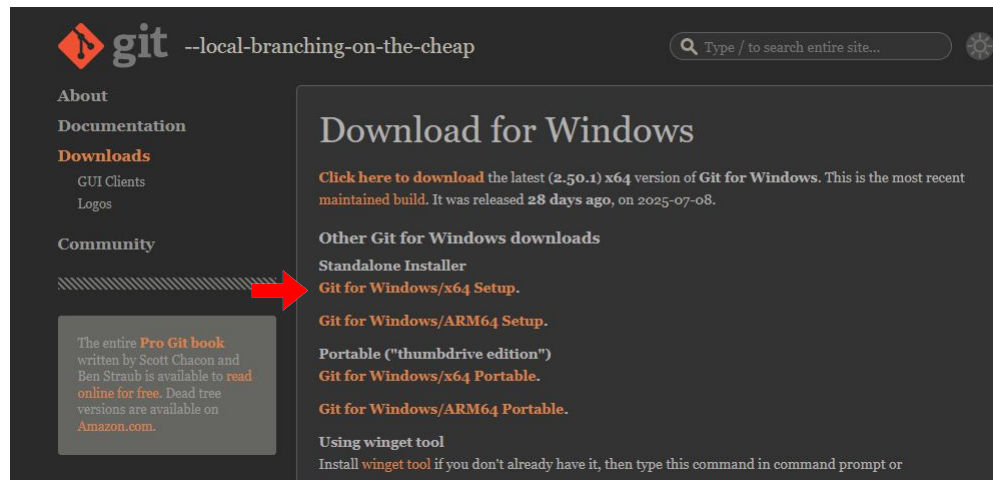 git --local-branching-on-the-cheap
Type / to search entire site...
About
Documentation
Downloads
GUI Clients
Logos
Community
The entire Pro Git book
written by Scott Chacon and
Ben Straub is available to read
online for free. Dead tree
versions are available on
Amazon.com.
Download for Windows
Click here to download the latest (2.50.1) x64 version of Git for Windows. This is the most recent
maintained build. It was released 28 days ago, on 2025-07-08.
Other Git for Windows downloads
Standalone Installer
Git for Windows/x64 Setup.
Git for Windows/ARM64 Setup.
Portable ("thumbdrive edition")
Git for Windows/x64 Portable.
Git for Windows/ARM64 Portable.
Using winget tool
Install winget tool if you don't already have it, then type this command in command prompt or